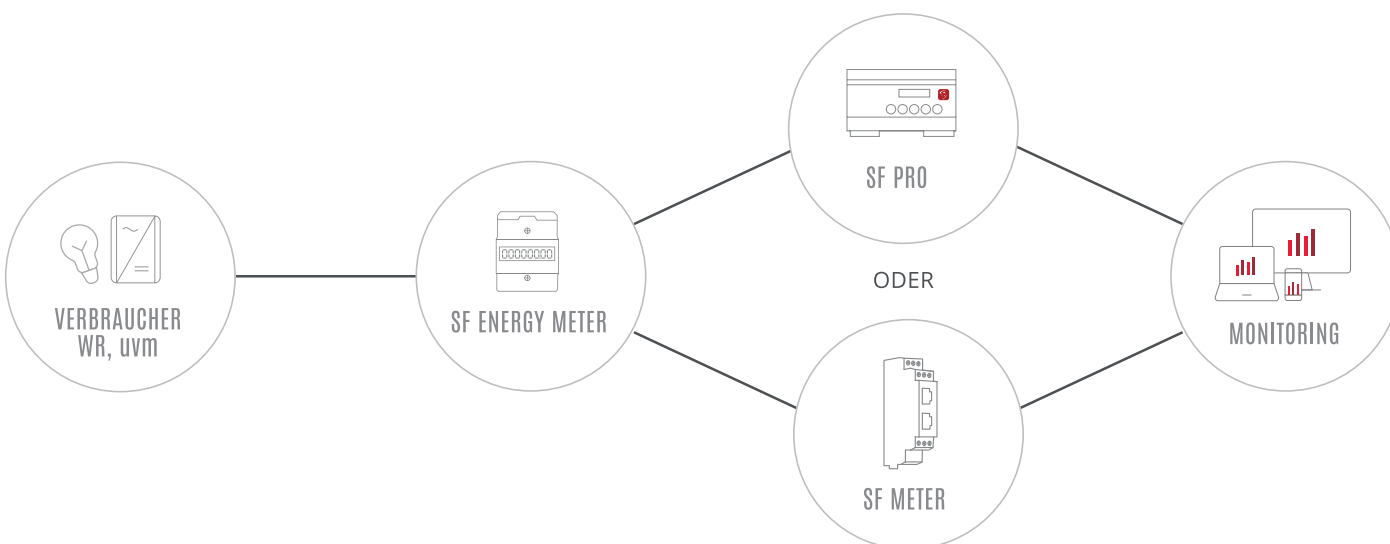 SF PRO
VERBRAUCHER
WR, uvm
SF ENERGY METER
ODER
MONITORING
SF METER